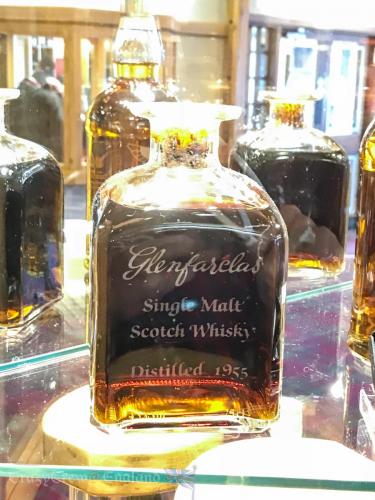 Glenfarclas
Single Malt
Scotch Whisky
Distilled 1955